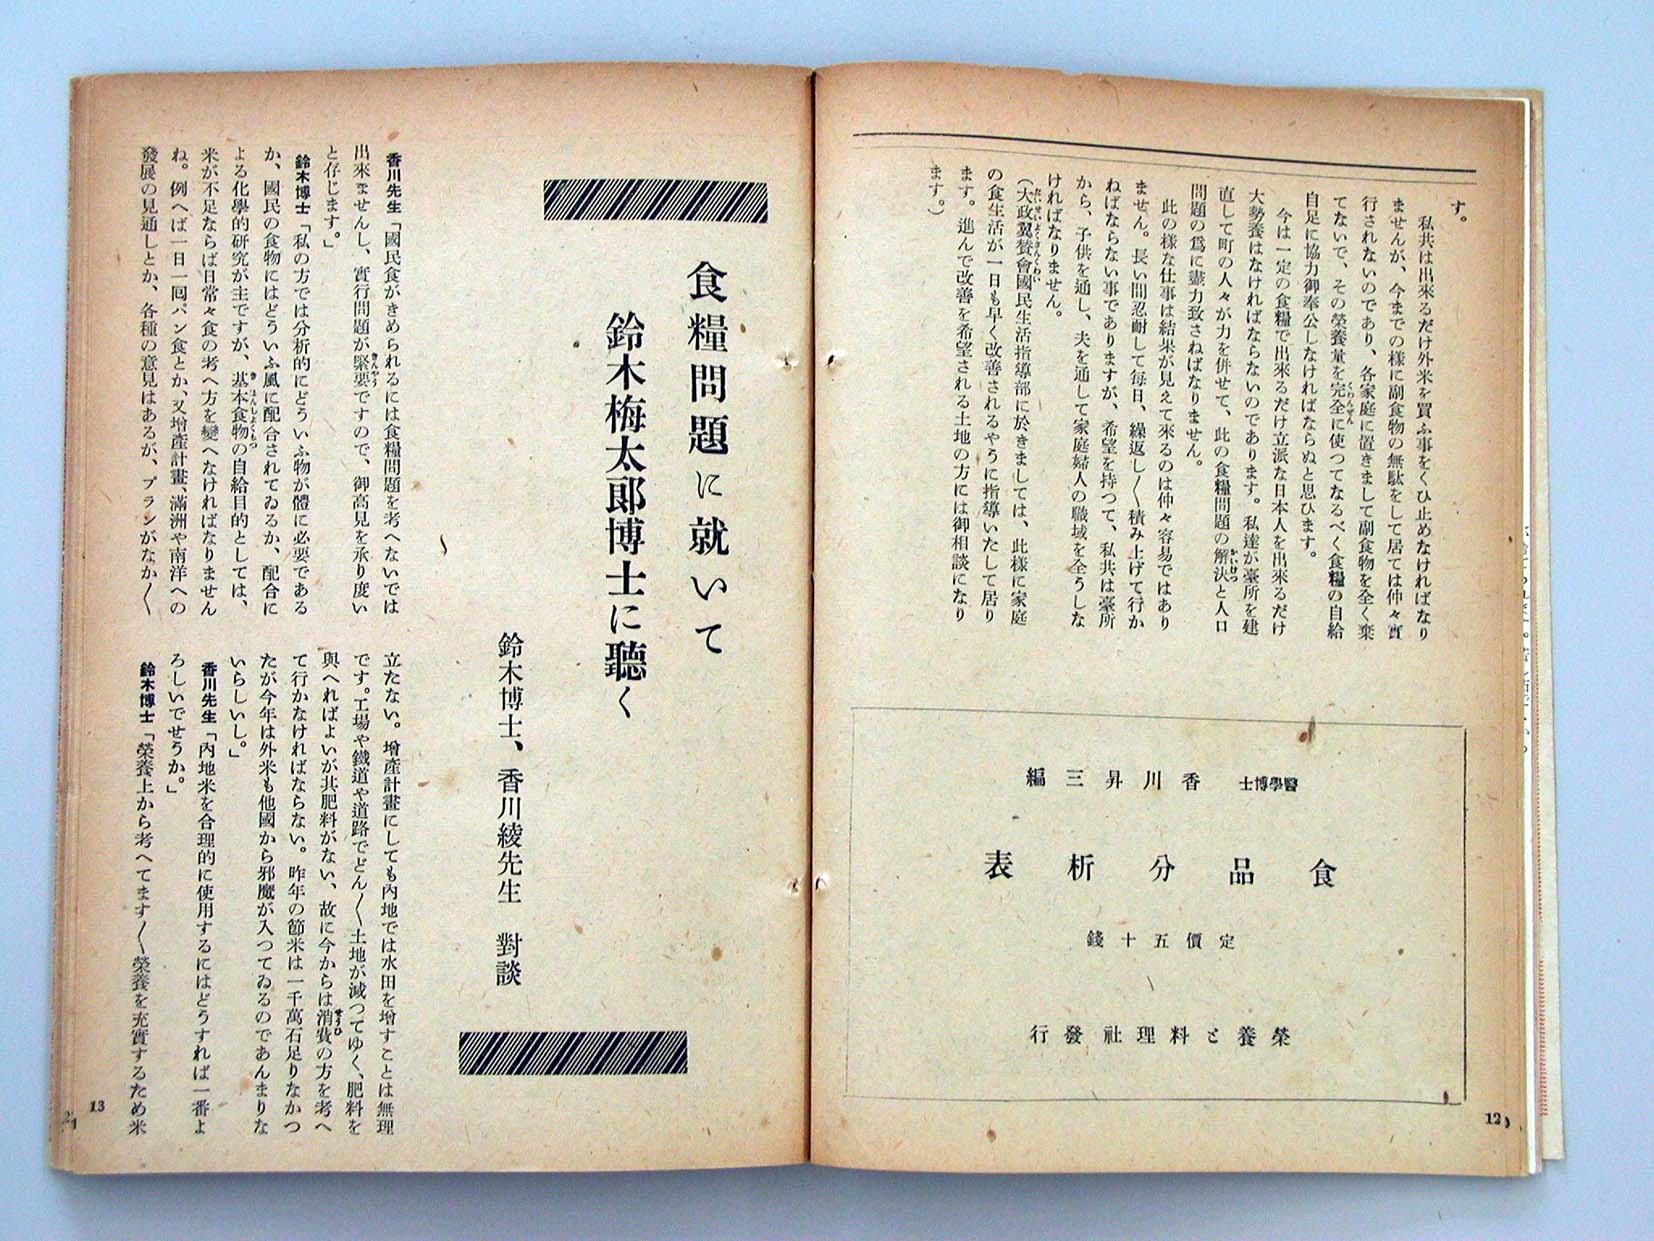 す。
私共は出來るだけ外米を買ふ事をくひ止めなければなり
ませんが、今までの樣に副食物の無駄をして居ては仲々實
行されないのであり、各家庭に置きまして副食物を全く棄
てないで、その榮養量を完全に使つてなるべく食糧の自給
自足に協力御奉公しなければならぬと思ひます。
今は一定の食糧で出來るだけ立派な日本人を出來るだけ
大勢養はなければならないのであります。私達が臺所を建
直して町の人々が力を併せて、此の食糧問題の解決と人口
問題の爲に盡力致さねばなりません。
此の樣な仕事は結果が見えて來るのは仲々容易ではあり
ません。長い間忍耐して每日、繰返し〱積み上げて行か
ねばならない事でありますが、希望を持つて、私共は臺所
から、子供を通し、夫を通して家庭婦人の職域を全うしな
ければなりません。
(大政翼贊會國民生活指導部に於きましては、此樣に家庭
の食生活が一日も早く改善されるやうに指導いたして居り
ます。進んで改善を希望される土地の方には御相談になり
ます。)
醫學博士 香川昇三編
食品分析表
定價五十錢
榮養と料理社發行
12
食糧問題に就いて
鈴木梅太郞博士に聽く
鈴木博士、香川綾先生 對談
香川先生「國民食がきめられるには食糧問題を考へないでは
出來ませんし、實行問題が緊要ですので、御高見を承り度い
と存じます。」
鈴木博士「私の方では分析的にどういふ物が體に必要である
か、國民の食物にはどういふ風に配合されてゐるか、配合に
よる化學的研究が主ですが、基本食物の自給目的としては、
米が不足ならば日常々食の考へ方を變へなければなりません
ね。例へば一日一囘パン食とか、又增產計畫、滿洲や南洋への
發展の見通しとか、各種の意見はあるが、プランがなか〱
立たない。增產計畫にしても內地では水田を增すことは無理
です。工場や鐵道や道路でどん〱土地が減つてゆく、肥料を
與へればよいが其肥料がない、故に今からは消費の方を考へ
て行かなければならない。昨年の節米は一千萬石足りなかつ
たが今年は外米も他國から邪魔が入つてゐるのであんまりな
いらしいし。」
香川先生「內地米を合理的に使用するにはどうすれば一番よ
ろしいでせうか。」
鈴木博士「榮養上から考へてます〱榮養を充實するため米
13